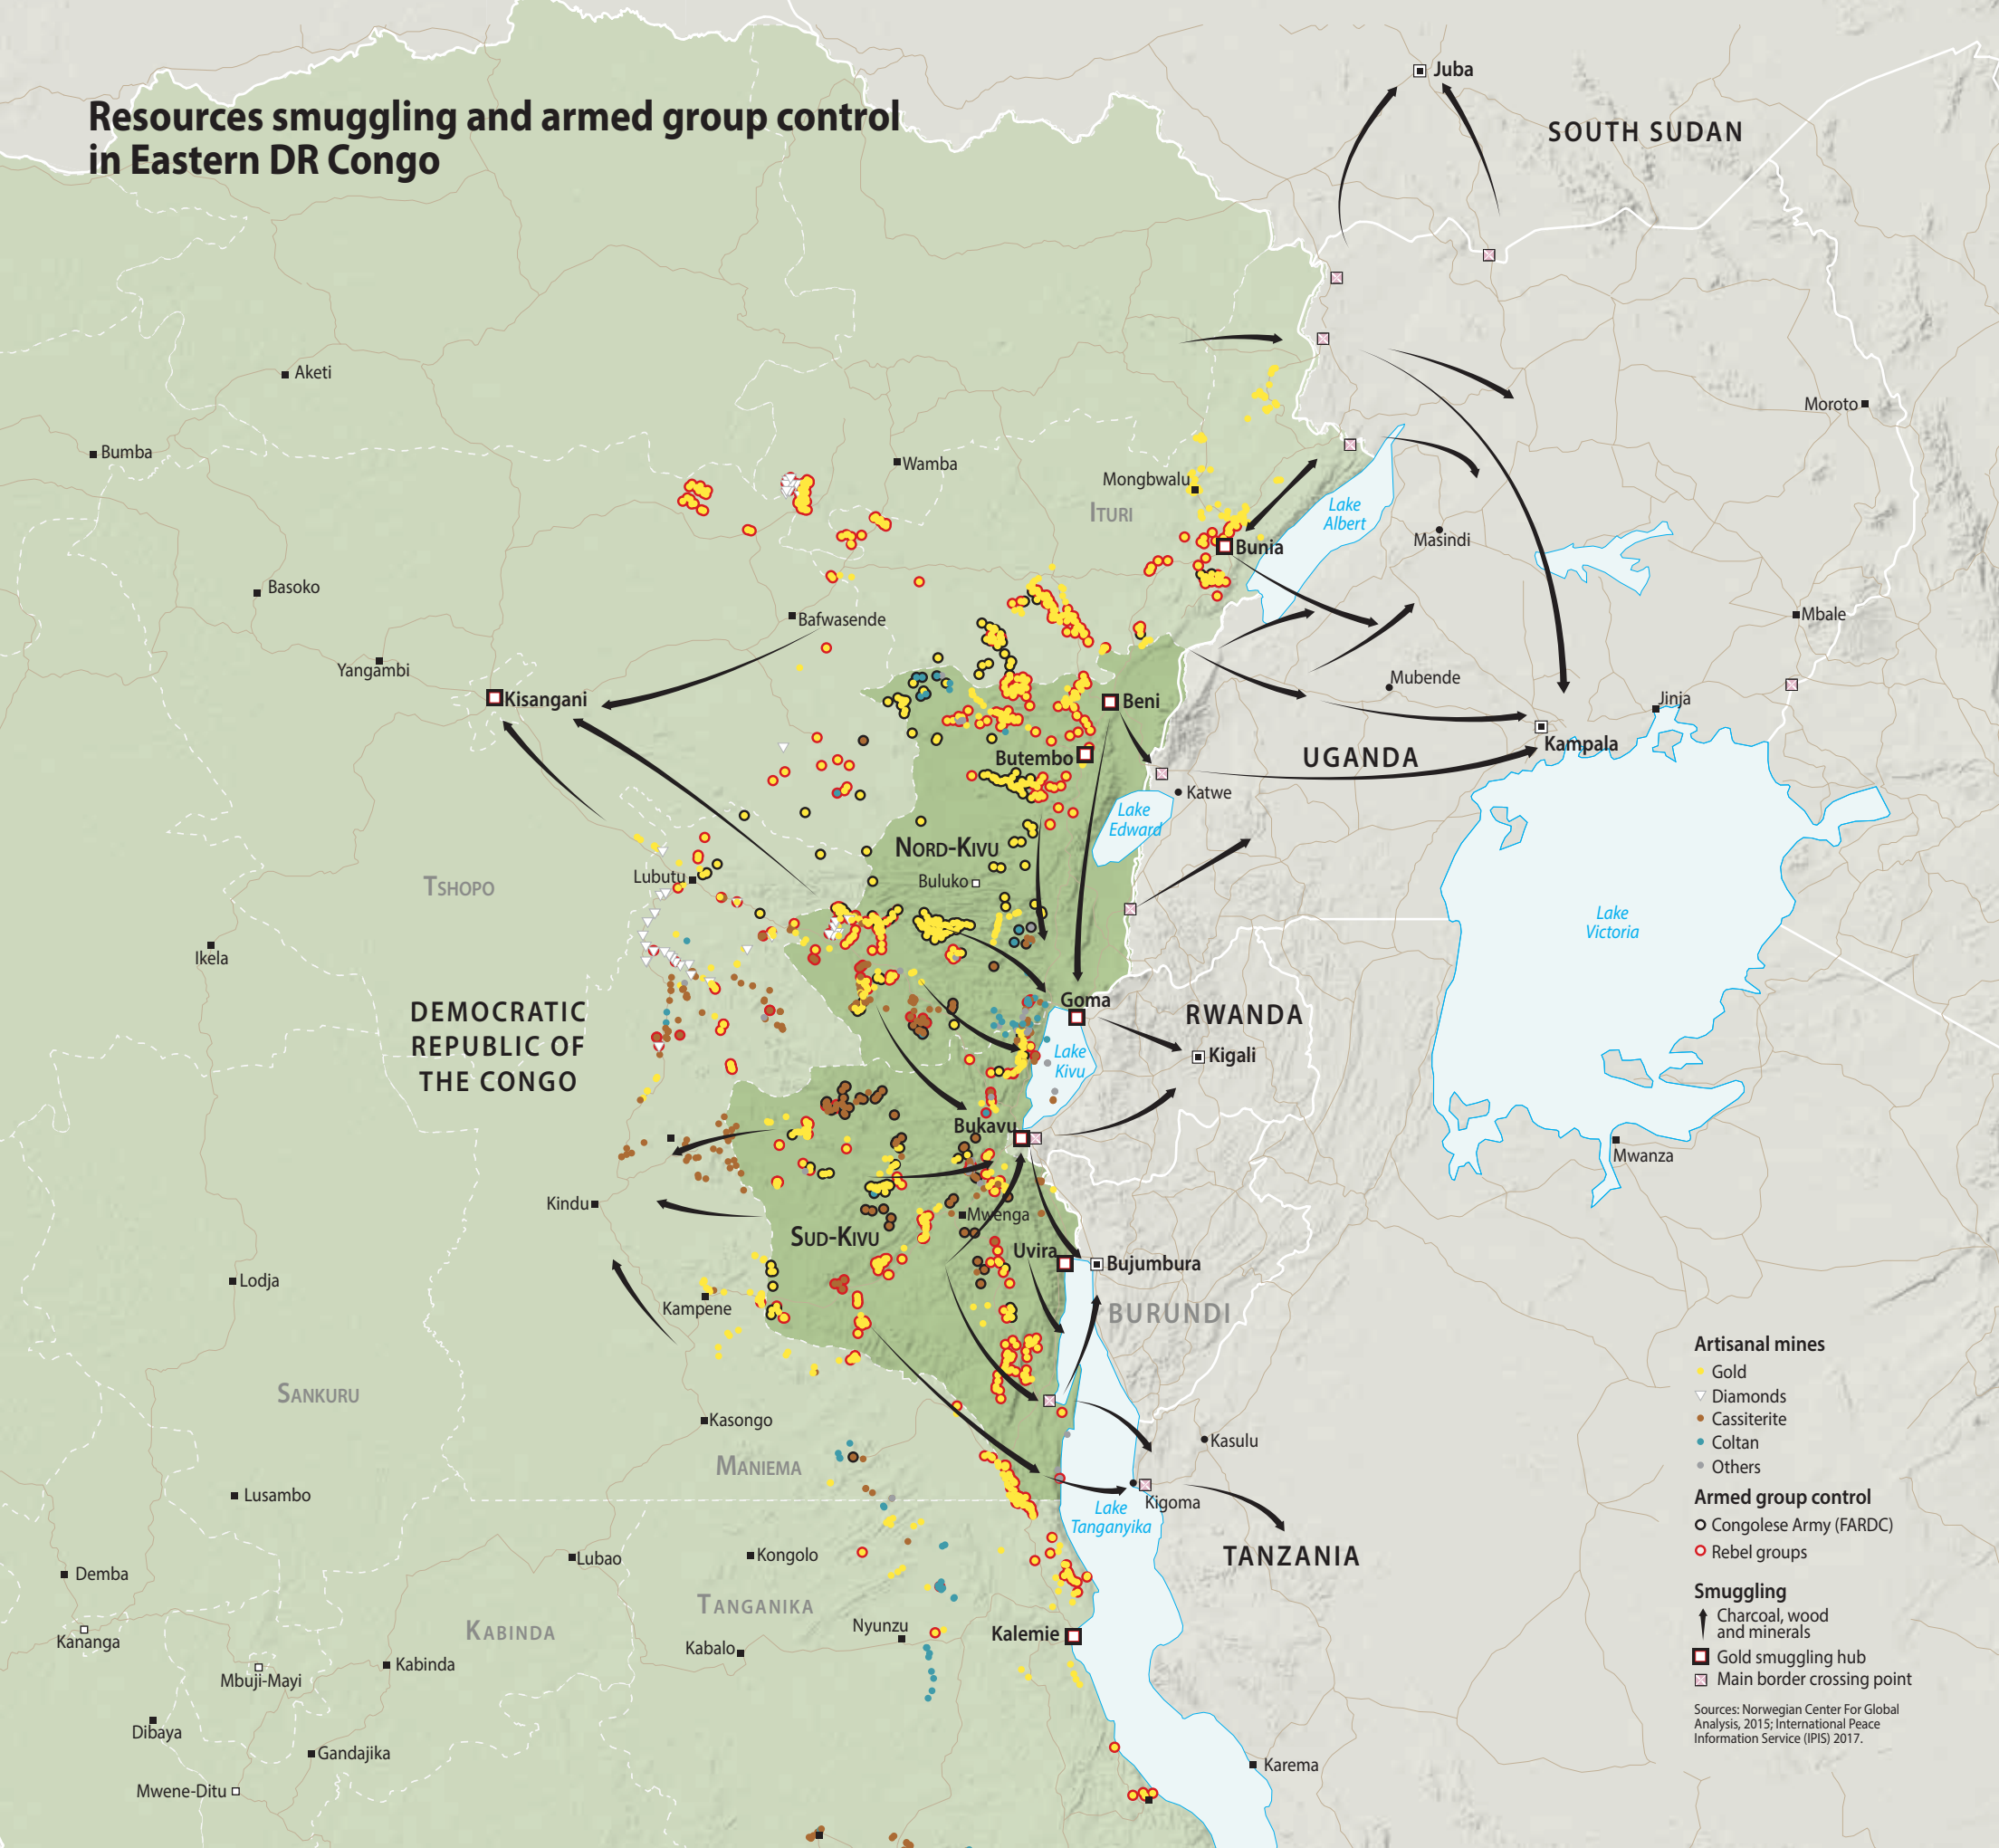 Resources smuggling and armed group control
in Eastern DR Congo
Juba
SOUTH SUDAN
Aketi
Moroto
Bumba
Wamba
Mongbwalu
ITURI
Lake
Albert
Masindi
Bunia
Basoko
Bafwasende
Mbale
Yangambi
Mubende
Kisangani
Beni
Jinja
Kampala
Butembo
UGANDA
Katwe
Lake
Edward
NORD-KIVU
Buluko
Lubutu
TSHOPO
Lake
Victoria
Ikela
DEMOCRATIC
REPUBLIC OF
THE CONGO
Goma
RWANDA
Kigali
Lake
Kivu
Bukavu
Mwanza
Kindu
Mwenga
SUD-KIVU
Uvira
Bujumbura
Lodja
Kampene
BURUNDI
SANKURU
Kasongo
Kasulu
MANIEMA
Lusambo
Kigoma
Lake
Tanganyika
TANZANIA
Lubao
Kongolo
Demba
TANGANIKA
KABINDA
Nyunzu
Kalemie
Kananga
Kabalo
Kabinda
Mbuji-Mayi
Dibaya
Gandajika
Karema
Mwene-Ditu
Artisanal mines
Gold
Diamonds
Cassiterite
Coltan
Others
Armed group control
Congolese Army (FARDC)
Rebel groups
Smuggling
Charcoal, wood
and minerals
Gold smuggling hub
Main border crossing point
Sources: Norwegian Center For Global
Analysis, 2015; International Peace
Information Service (IPIS) 2017.